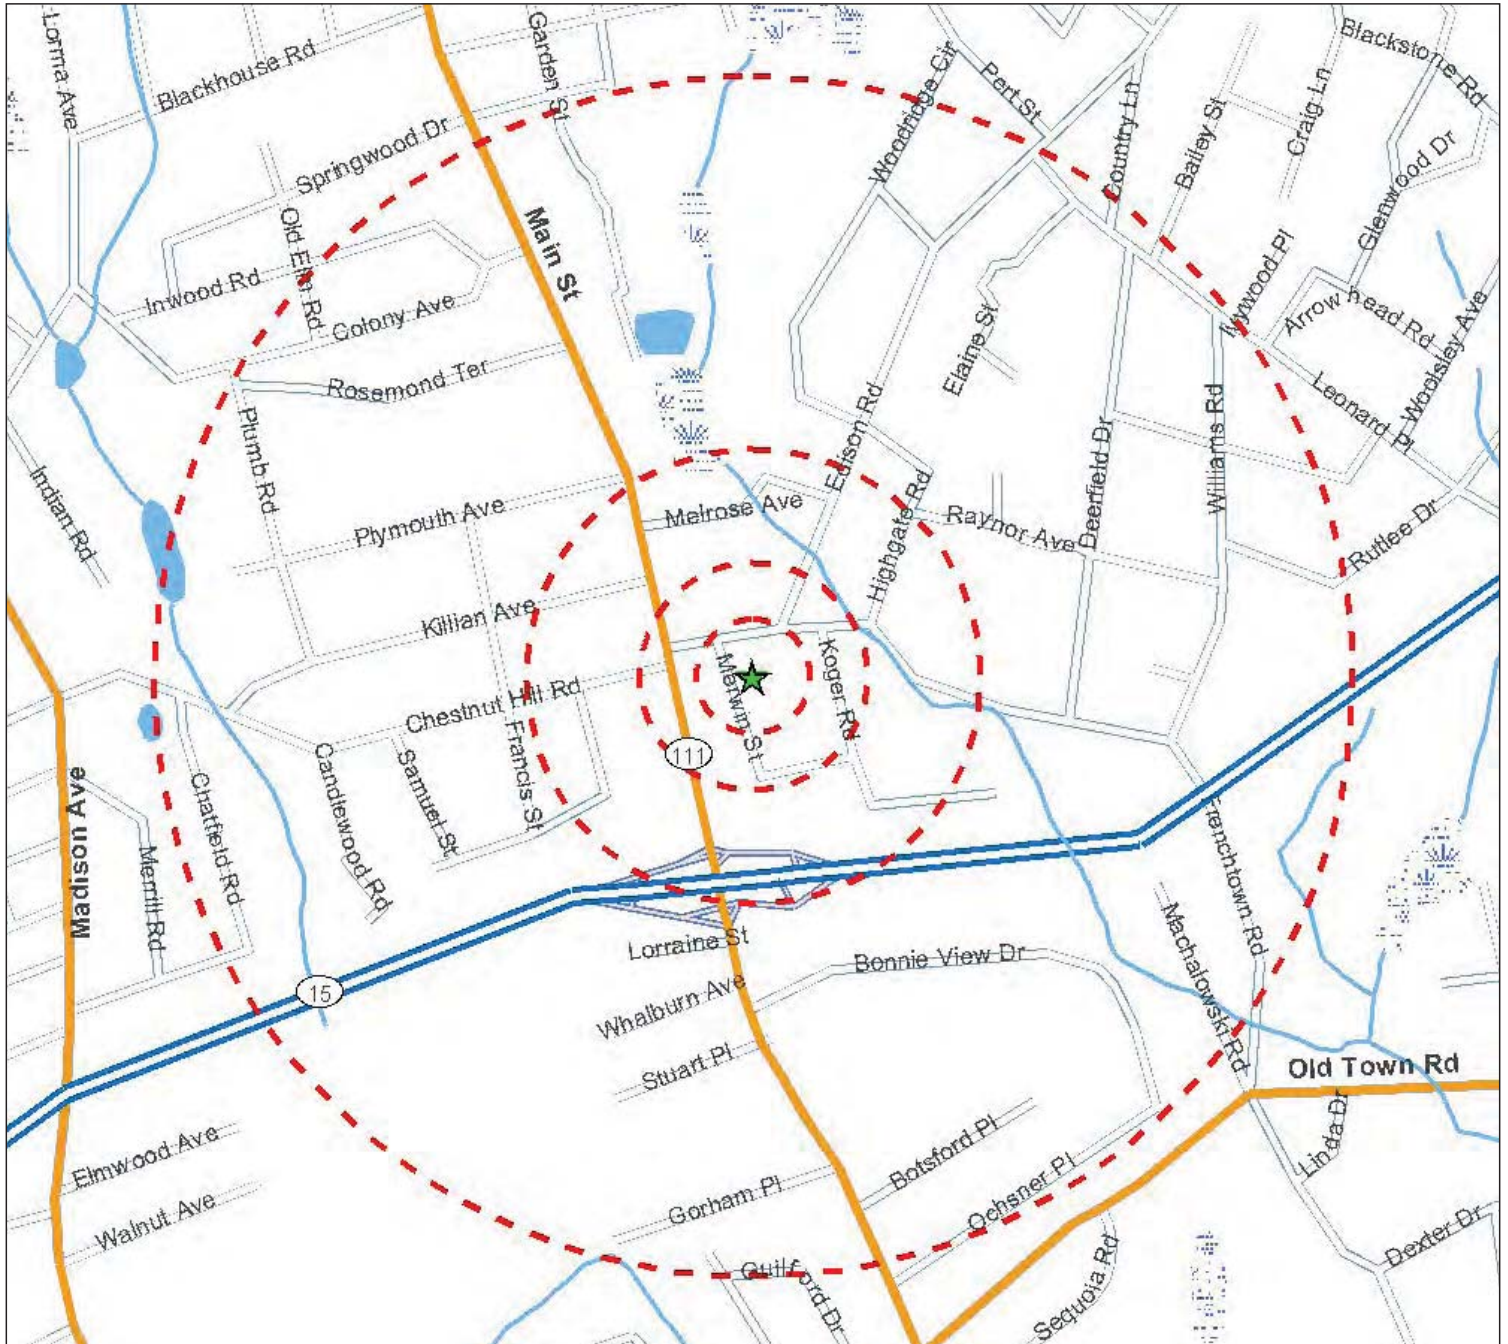 Lorma Ave
Blackhouse Rd
Garden St
Woodridge Cir
Pert St
Country Ln
Bailey St
Craig Ln
Blackstone Rd
Glenwood Dr
Springwood Dr
Main St
Old Elm Rd
Inwood Rd
Colony Ave
Rosemond Ter
Elaine St
Ivywood Pl
Arrowhead Rd
Woolsley Ave
Leonard Pl
Edison Rd
Williams Rd
Deerfield Dr
Plumb Rd
Indian Rd
Plymouth Ave
Melrose Ave
Highgate Rd
Raynor Ave
Rutlee Dr
Killian Ave
Chestnut Hill Rd
Merwin St
Koger Rd
Francis St
Samuel St
Candlewood Rd
Chatfield Rd
Merrill Rd
Madison Ave
111
15
Frenchtown Rd
Machalowski Rd
Lorraine St
Bonnie View Dr
Whalburn Ave
Stuart Pl
Old Town Rd
Linda Dr
Elmwood Ave
Walnut Ave
Botsford Pl
Ochsner Pl
Gorham Pl
Guilford Dr
Sequoia Rd
Dexter Dr